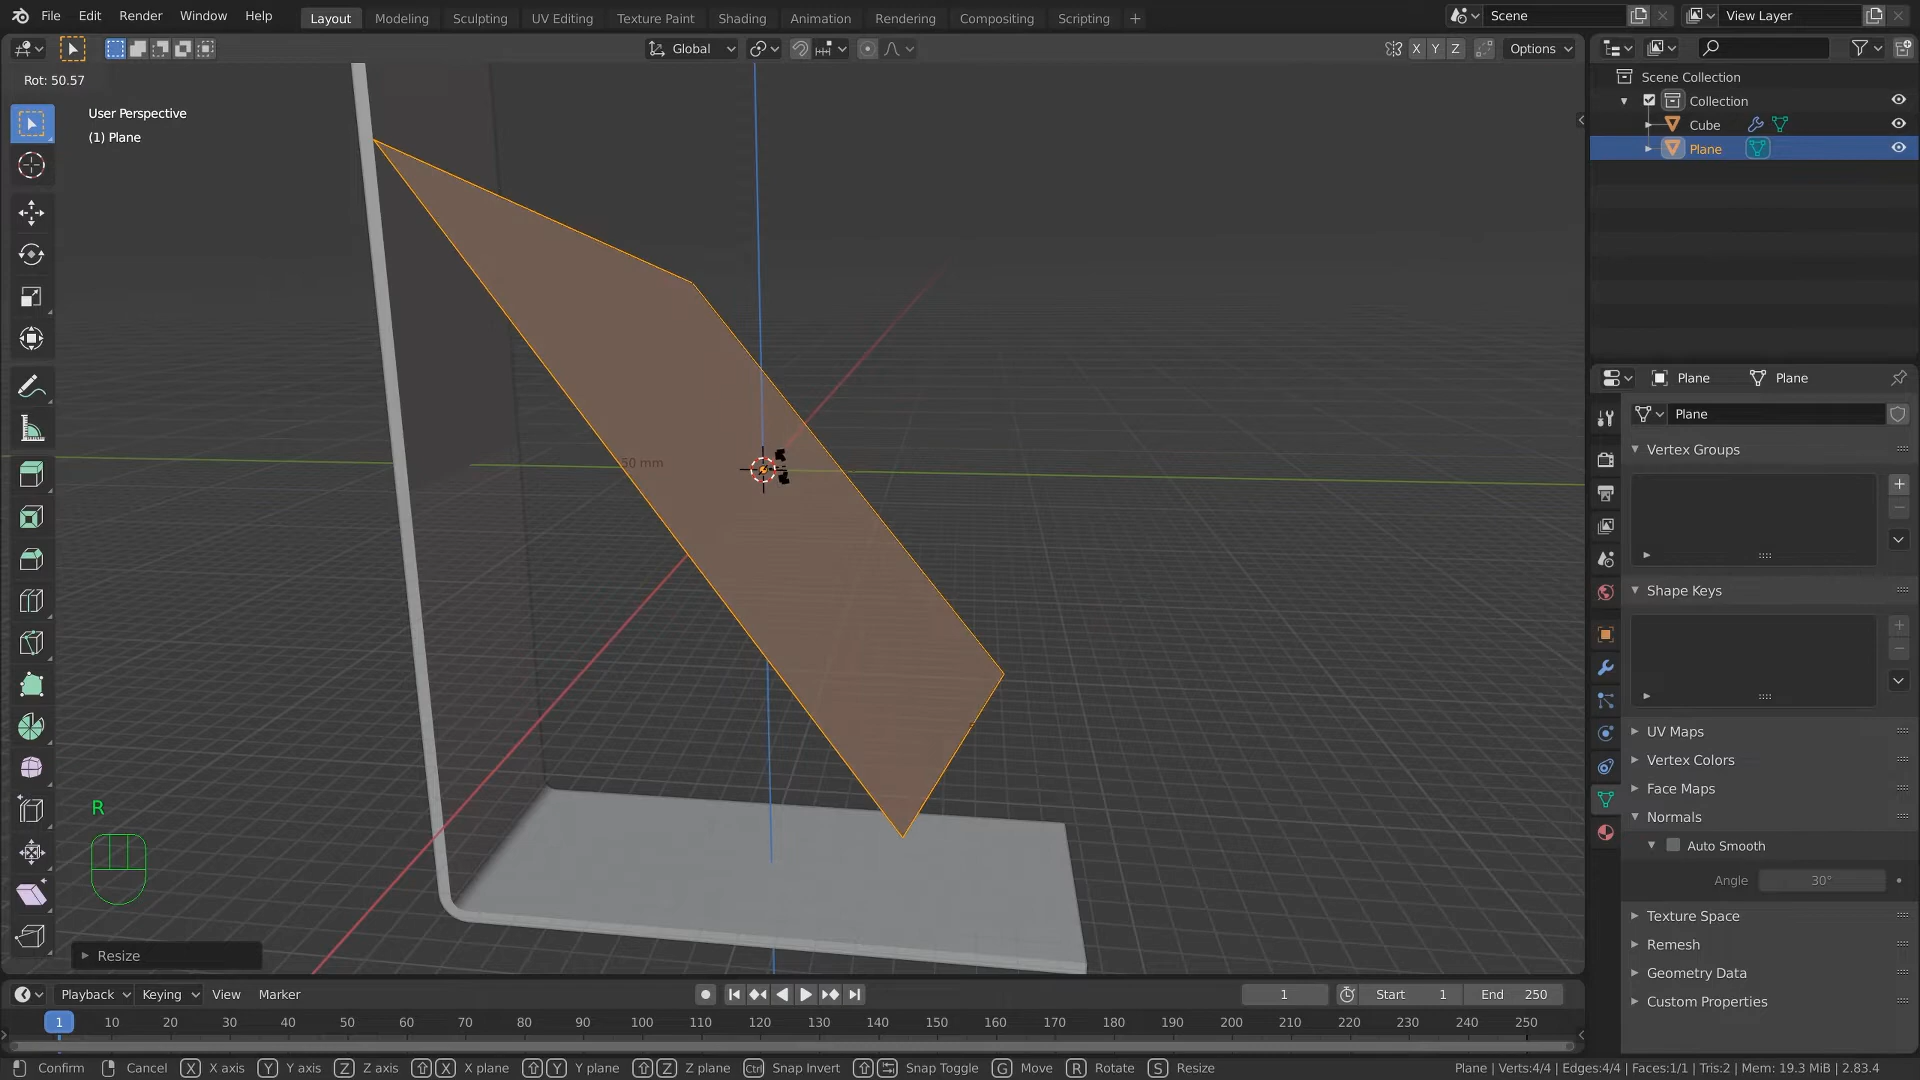 File Edit Render Window Help Layout Modeling Sculpting UV Editing Texture Paint Shading Animation Rendering Compositing Scripting + Scene View Layer
Global X Y Z Options
Rot: 50.57
User Perspective
(1) Plane
50 mm
R
Resize
Scene Collection
Collection
Cube
Plane
Plane Plane
Plane
Vertex Groups
Shape Keys
UV Maps
Vertex Colors
Face Maps
Normals
Auto Smooth
Angle 30°
Texture Space
Remesh
Geometry Data
Custom Properties
Playback Keying View Marker 1 Start 1 End 250
1 10 20 30 40 50 60 70 80 90 100 110 120 130 140 150 160 170 180 190 200 210 220 230 240 250
Confirm Cancel X X axis Y Y axis Z Z axis X X plane Y Y plane Z Z plane Ctrl Snap Invert Snap Toggle G Move R Rotate S Resize Plane | Verts:4/4 | Edges:4/4 | Faces:1/1 | Tris:2 | Mem: 19.3 MiB | 2.83.4